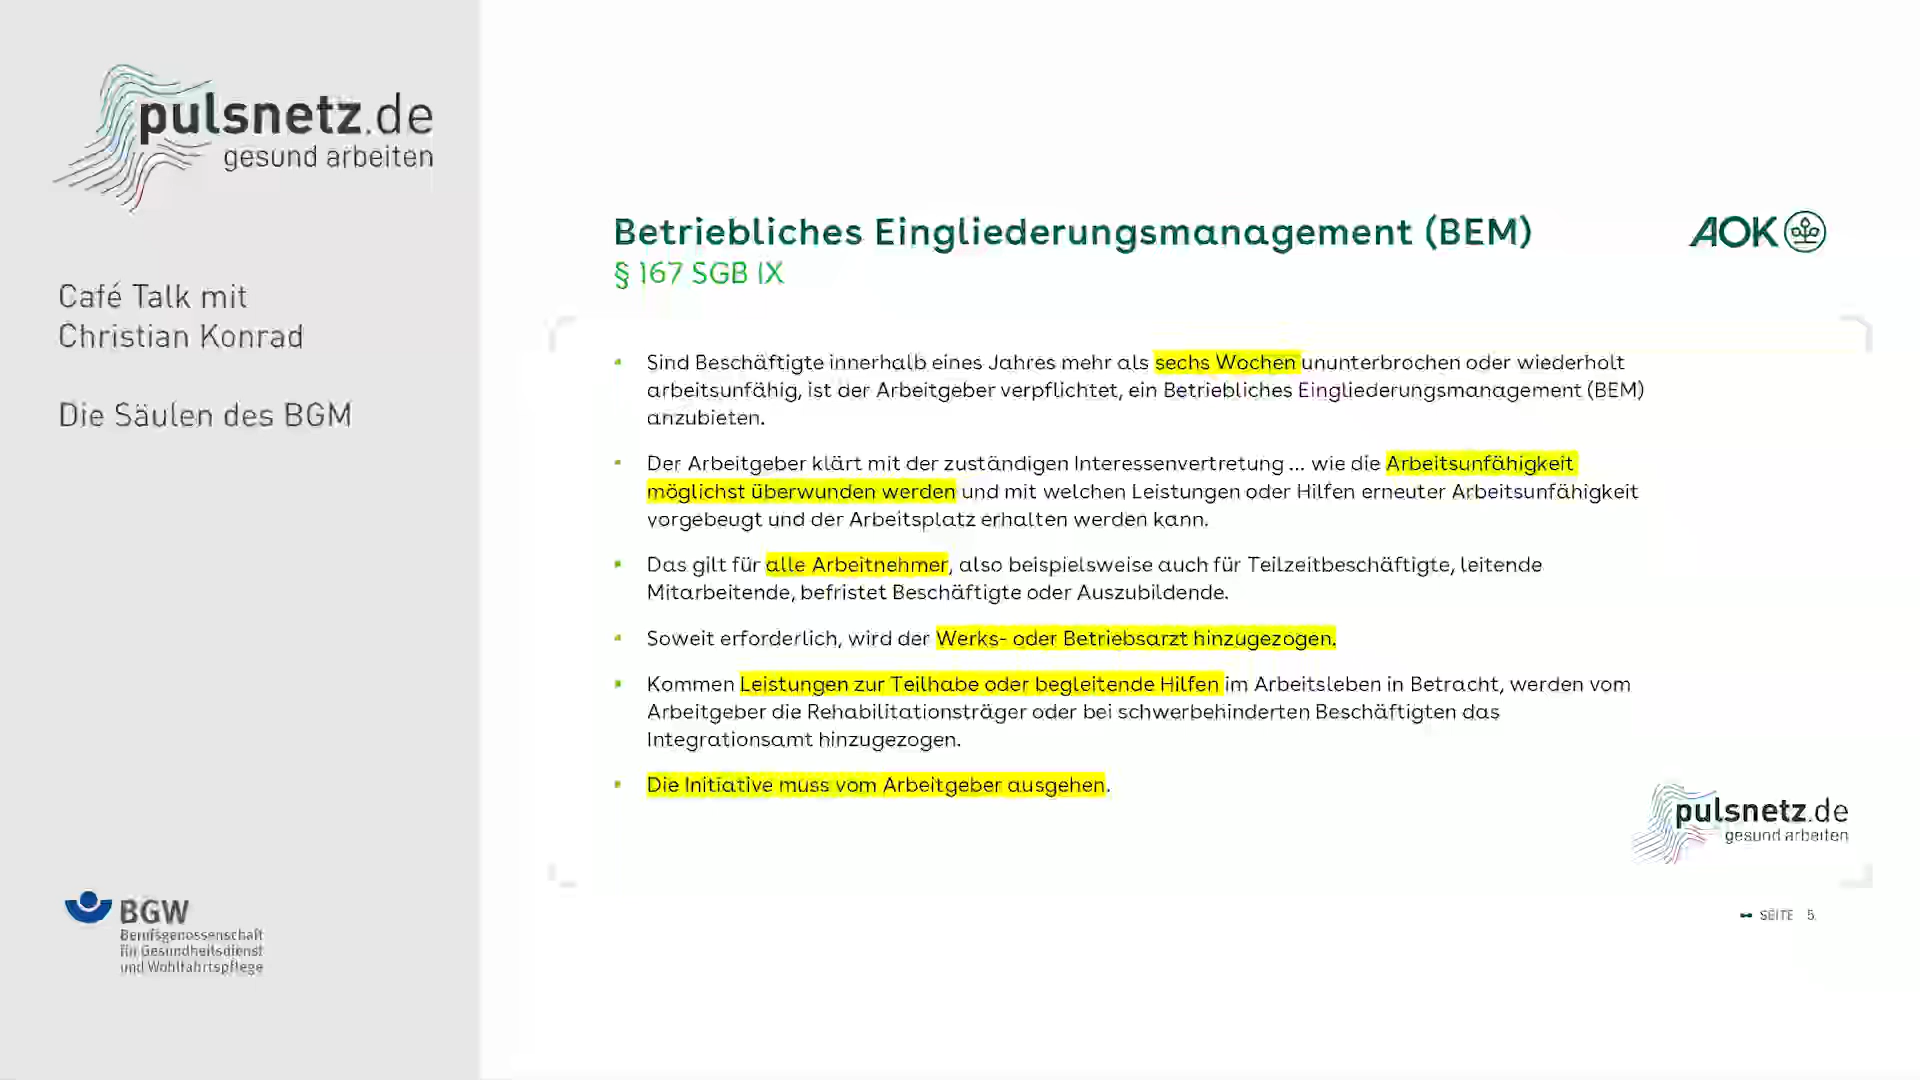 pulsnetz.de
gesund arbeiten
Café Talk mit
Christian Konrad
Die Säulen des BGM
BGW
Berufsgenossenschaft
für Gesundheitsdienst
und Wohlfahrtspflege
Betriebliches Eingliederungsmanagement (BEM)
§ 167 SGB IX
AOK
Sind Beschäftigte innerhalb eines Jahres mehr als sechs Wochen ununterbrochen oder wiederholt
arbeitsunfähig, ist der Arbeitgeber verpflichtet, ein Betriebliches Eingliederungsmanagement (BEM)
anzubieten.
Der Arbeitgeber klärt mit der zuständigen Interessenvertretung ... wie die Arbeitsunfähigkeit
möglichst überwunden werden und mit welchen Leistungen oder Hilfen erneuter Arbeitsunfähigkeit
vorgebeugt und der Arbeitsplatz erhalten werden kann.
Das gilt für alle Arbeitnehmer, also beispielsweise auch für Teilzeitbeschäftigte, leitende
Mitarbeitende, befristet Beschäftigte oder Auszubildende.
Soweit erforderlich, wird der Werks- oder Betriebsarzt hinzugezogen.
Kommen Leistungen zur Teilhabe oder begleitende Hilfen im Arbeitsleben in Betracht, werden vom
Arbeitgeber die Rehabilitationsträger oder bei schwerbehinderten Beschäftigten das
Integrationsamt hinzugezogen.
Die Initiative muss vom Arbeitgeber ausgehen.
pulsnetz.de
gesund arbeiten
SEITE 5